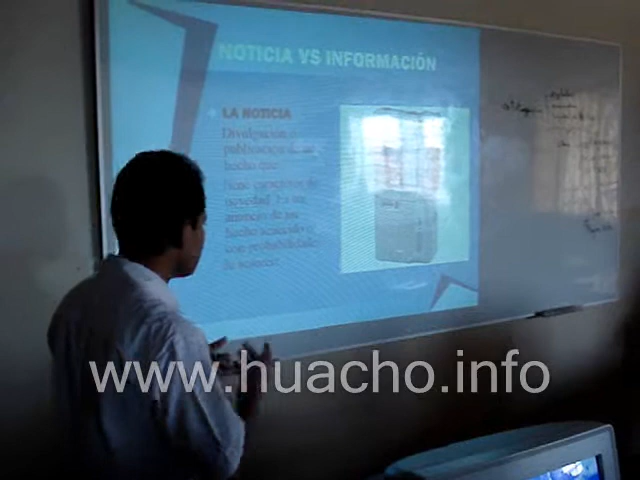 NOTICIA VS INFORMACIÓN
LA NOTICIA
Divulgación o
publicación de un
hecho que:
Tiene caracteres de
novedad. Es un
anuncio de un
hecho sucedido o
con probabilidades
de suceder.
www.huacho.info